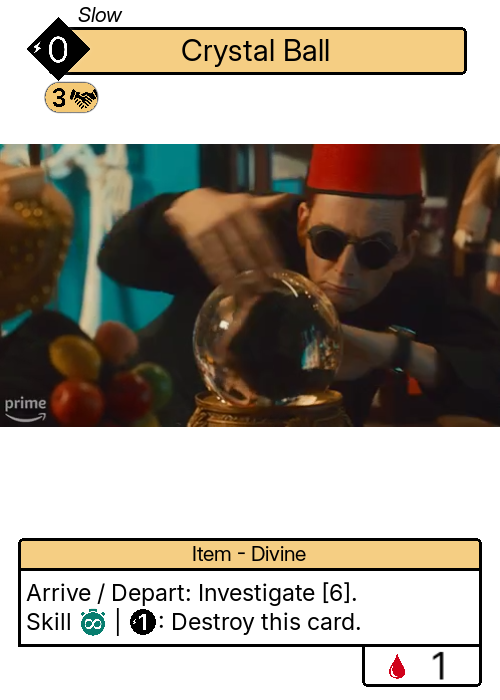 Slow
0
Crystal Ball
3
prime
Item - Divine
Arrive / Depart: Investigate [6].
Skill | 1: Destroy this card.
1